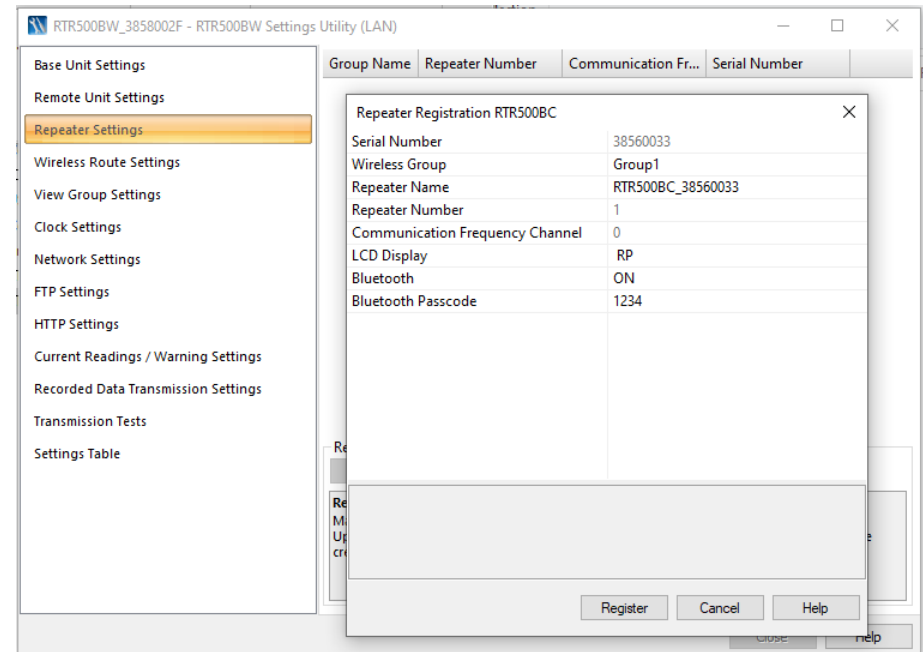 RTR500BW_3858002F - RTR500BW Settings Utility (LAN)
Base Unit Settings
Remote Unit Settings
Repeater Settings
Wireless Route Settings
View Group Settings
Clock Settings
Network Settings
FTP Settings
HTTP Settings
Current Readings / Warning Settings
Recorded Data Transmission Settings
Transmission Tests
Settings Table
Group Name Repeater Number Communication Fr... Serial Number
Repeater Registration RTR500BC
Serial Number 38560033
Wireless Group Group1
Repeater Name RTR500BC_38560033
Repeater Number 1
Communication Frequency Channel 0
LCD Display RP
Bluetooth ON
Bluetooth Passcode 1234
Register Cancel Help
Close Help